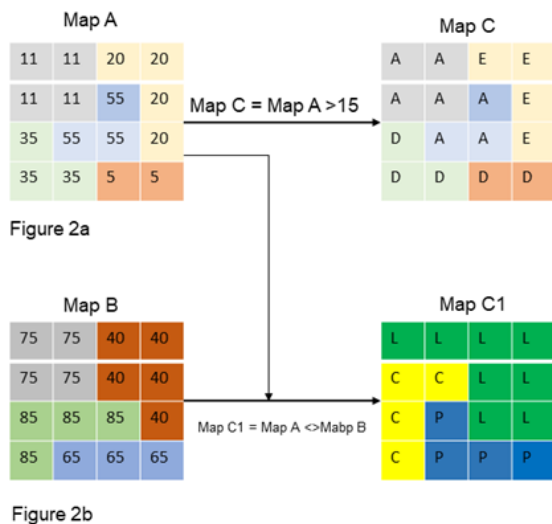 Map A
Map C
11 11 20 20
A A E E
11 11 55 20
Map C = Map A >15
A A A E
35 55 55 20
D A A E
35 35 5 5
D D D D
Figure 2a
Map B
Map C1
75 75 40 40
L L L L
75 75 40 40
C C L L
85 85 85 40
Map C1 = Map A <>Mabp B
C P L L
85 65 65 65
C P P P
Figure 2b